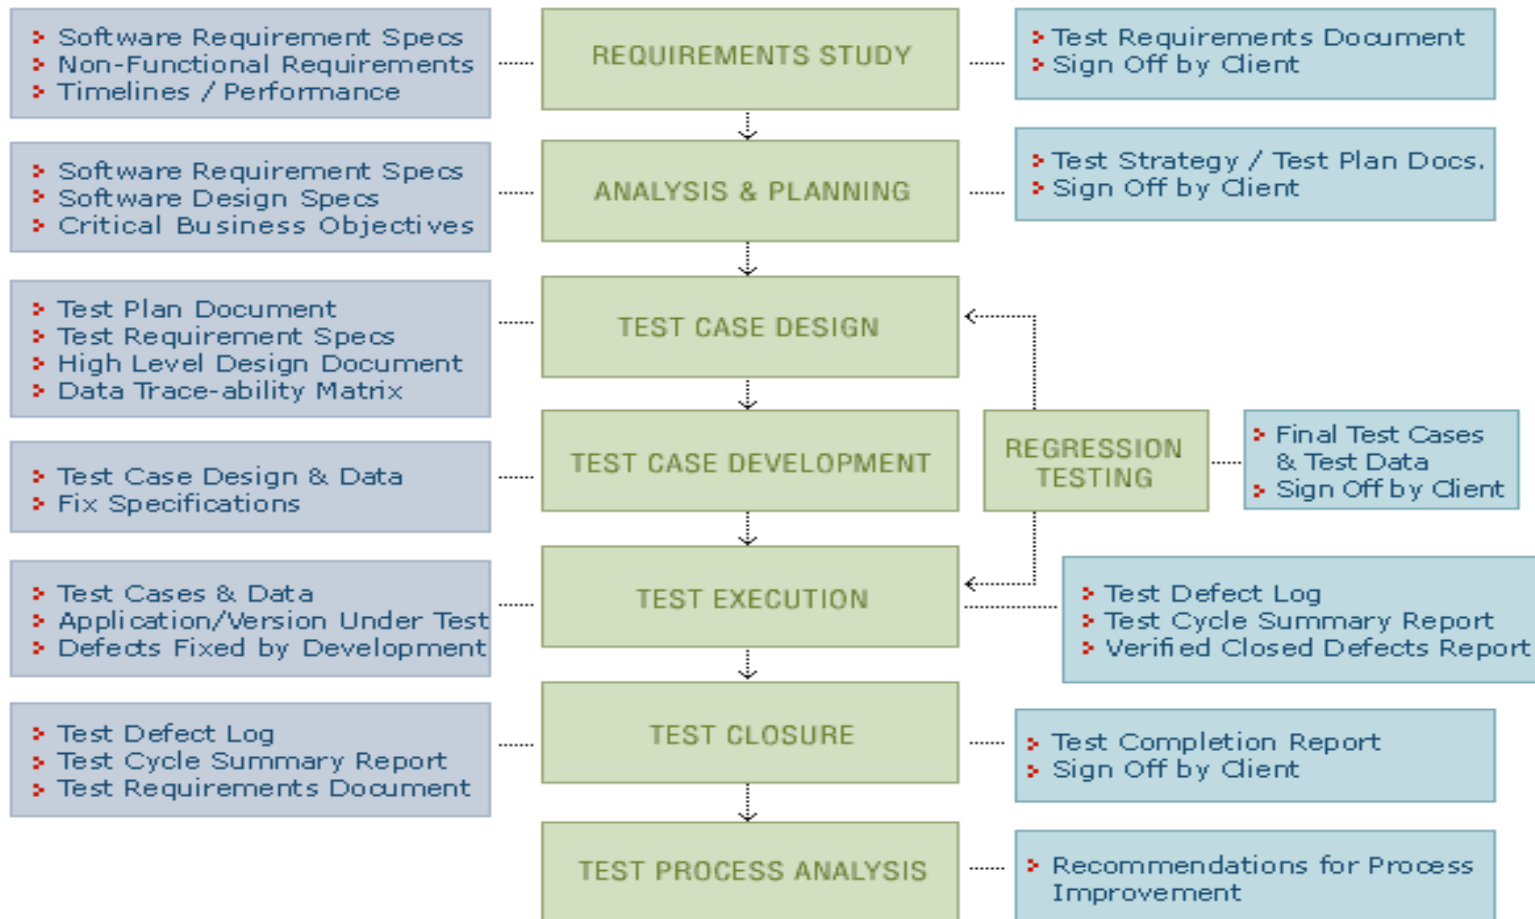 Software Requirement Specs
Non-Functional Requirements
Timelines / Performance
REQUIREMENTS STUDY
Test Requirements Document
Sign Off by Client
Software Requirement Specs
Software Design Specs
Critical Business Objectives
ANALYSIS & PLANNING
Test Strategy / Test Plan Docs.
Sign Off by Client
Test Plan Document
Test Requirement Specs
High Level Design Document
Data Trace-ability Matrix
TEST CASE DESIGN
Test Case Design & Data
Fix Specifications
TEST CASE DEVELOPMENT
REGRESSION
TESTING
Final Test Cases
& Test Data
Sign Off by Client
Test Cases & Data
Application/Version Under Test
Defects Fixed by Development
TEST EXECUTION
Test Defect Log
Test Cycle Summary Report
Verified Closed Defects Report
Test Defect Log
Test Cycle Summary Report
Test Requirements Document
TEST CLOSURE
Test Completion Report
Sign Off by Client
TEST PROCESS ANALYSIS
Recommendations for Process
Improvement